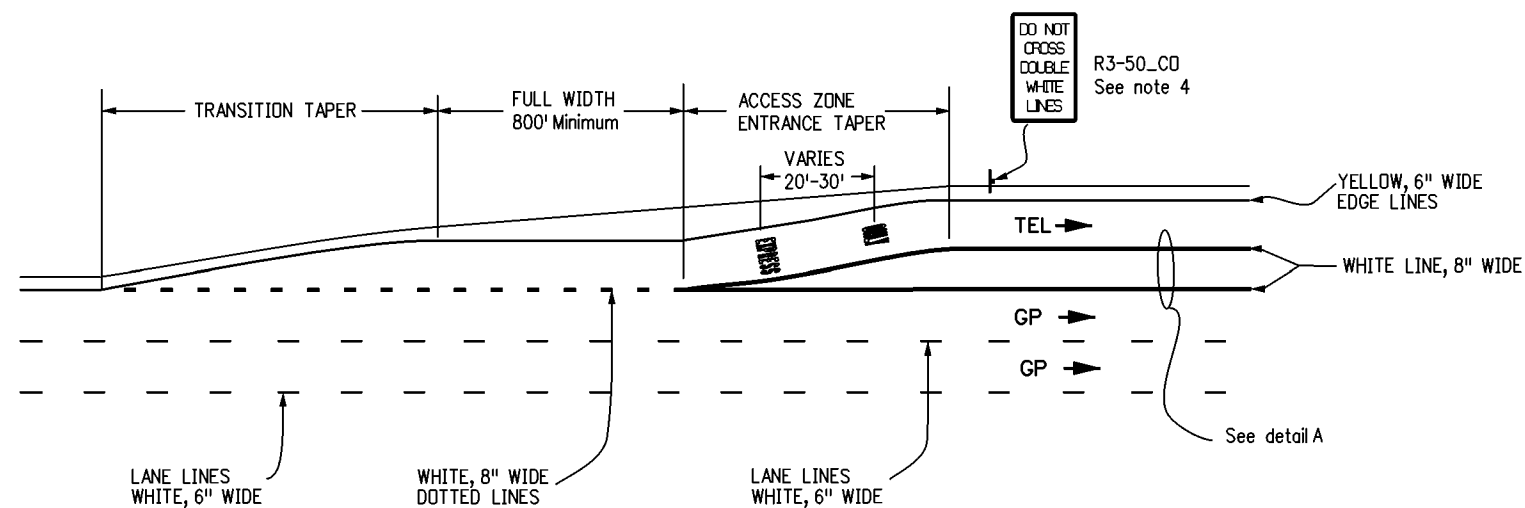 DO NOT
CROSS
DOUBLE
WHITE
LINES
R3-50_CO
See note 4
TRANSITION TAPER
FULL WIDTH
800' Minimum
ACCESS ZONE
ENTRANCE TAPER
VARIES
20'-30'
YELLOW, 6" WIDE
EDGE LINES
TEL
EXPRESS
ONLY
WHITE LINE, 8" WIDE
GP
GP
See detail A
LANE LINES
WHITE, 6" WIDE
WHITE, 8" WIDE
DOTTED LINES
LANE LINES
WHITE, 6" WIDE